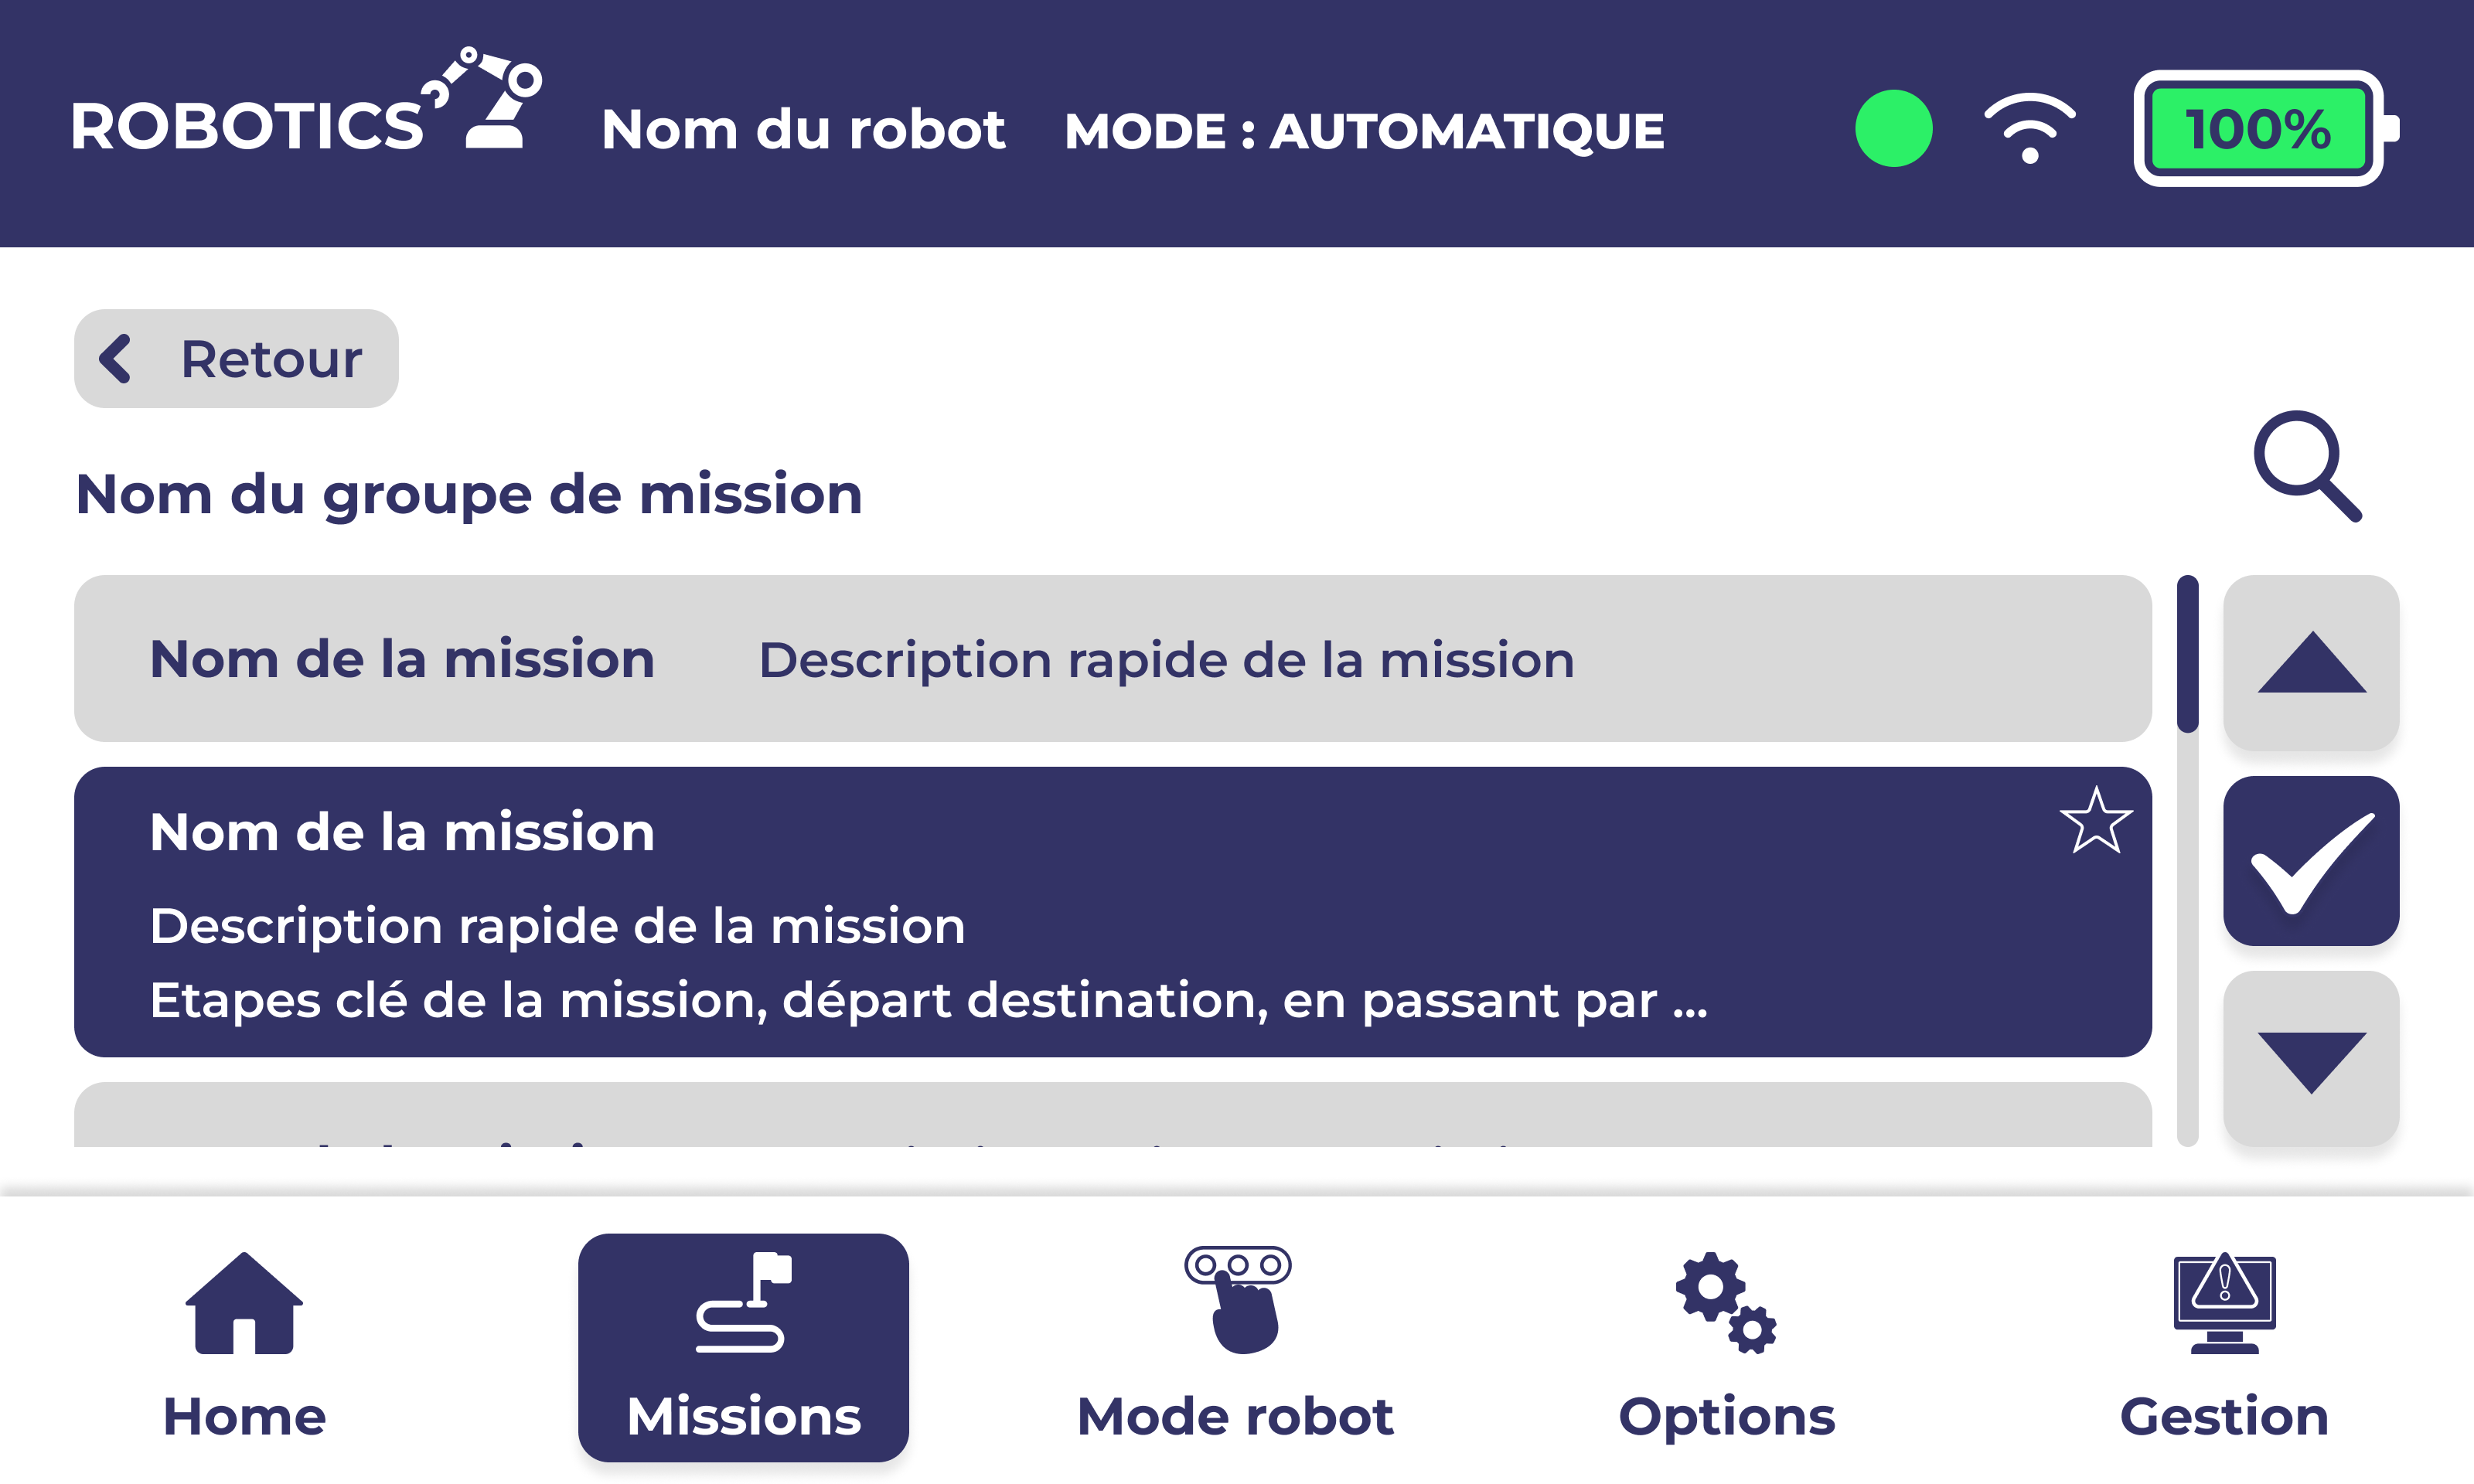 ROBOTICS
Nom du robot
MODE : AUTOMATIQUE
100%
Retour
Nom du groupe de mission
Nom de la mission
Description rapide de la mission
Nom de la mission
Description rapide de la mission
Etapes clé de la mission, départ destination, en passant par ...
Home
Missions
Mode robot
Options
Gestion